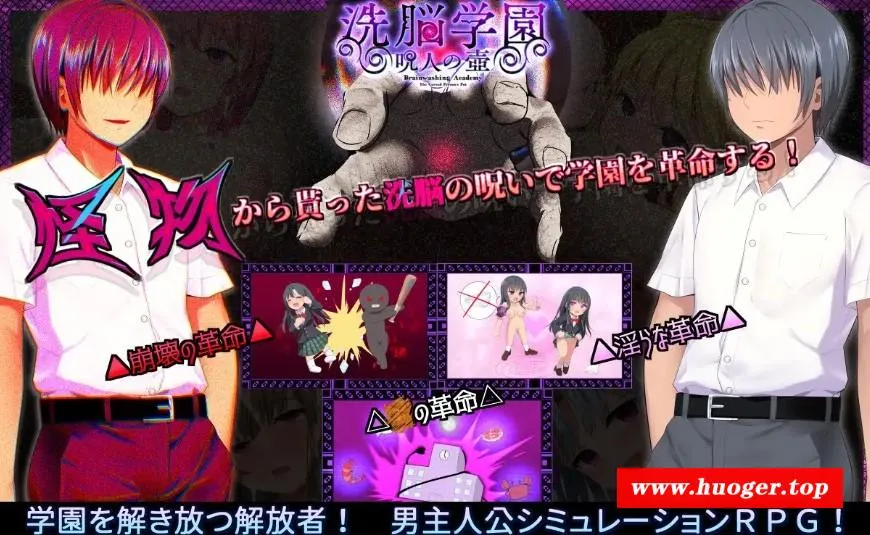 洗脳学園
呪人の壺
Brainwashing Academy
怪物から貰った洗脳の呪いで学園を革命する！
▲崩壊の革命▲
△淫らな革命△
の革命△
www.huoger.top
学園を解き放つ解放者！　男主人公シミュレーションＲＰＧ！